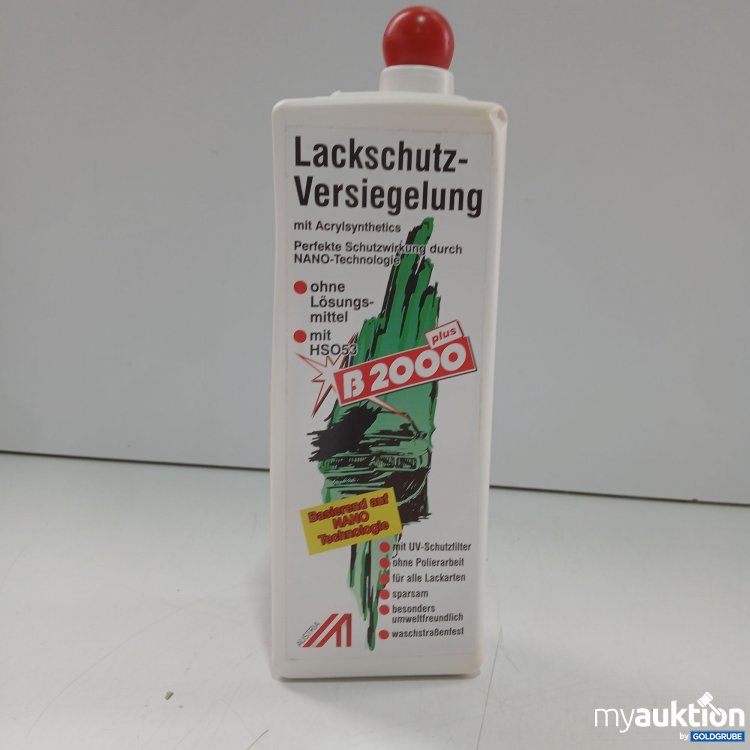 Lackschutz-
Versiegelung
mit Acrylsynthetics
Perfekte Schutzwirkung durch
NANO-Technologie
ohne
Lösungs-
mittel
mit
HSO53
plus
B 2000
Basierend auf
NANO
Technologie
mit UV-Schutzfilter
ohne Polierarbeit
für alle Lackarten
sparsam
besonders
umweltfreundlich
waschstraßenfest
AUSTRIA
myauktion
by GOLDGRUBE